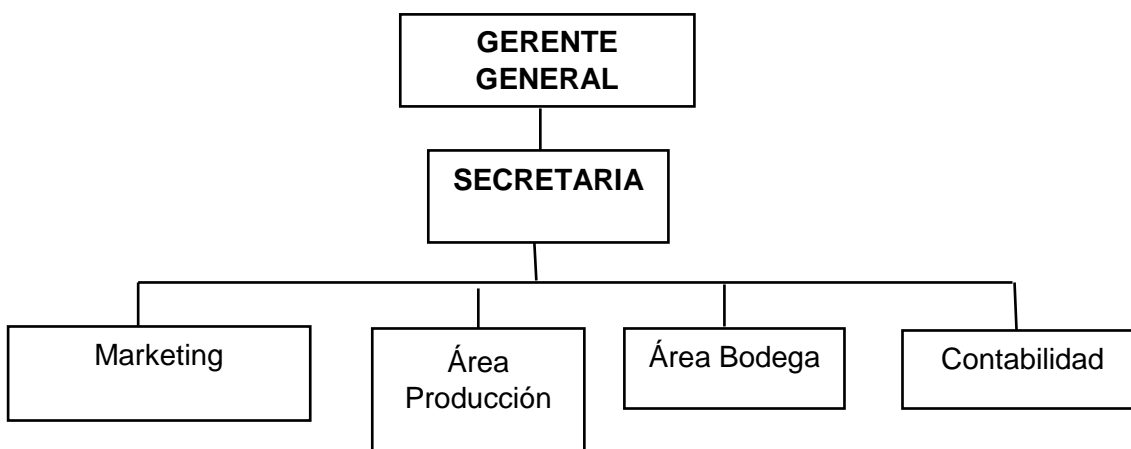 GERENTE
GENERAL
SECRETARIA
Marketing
Área
Producción
Área Bodega
Contabilidad